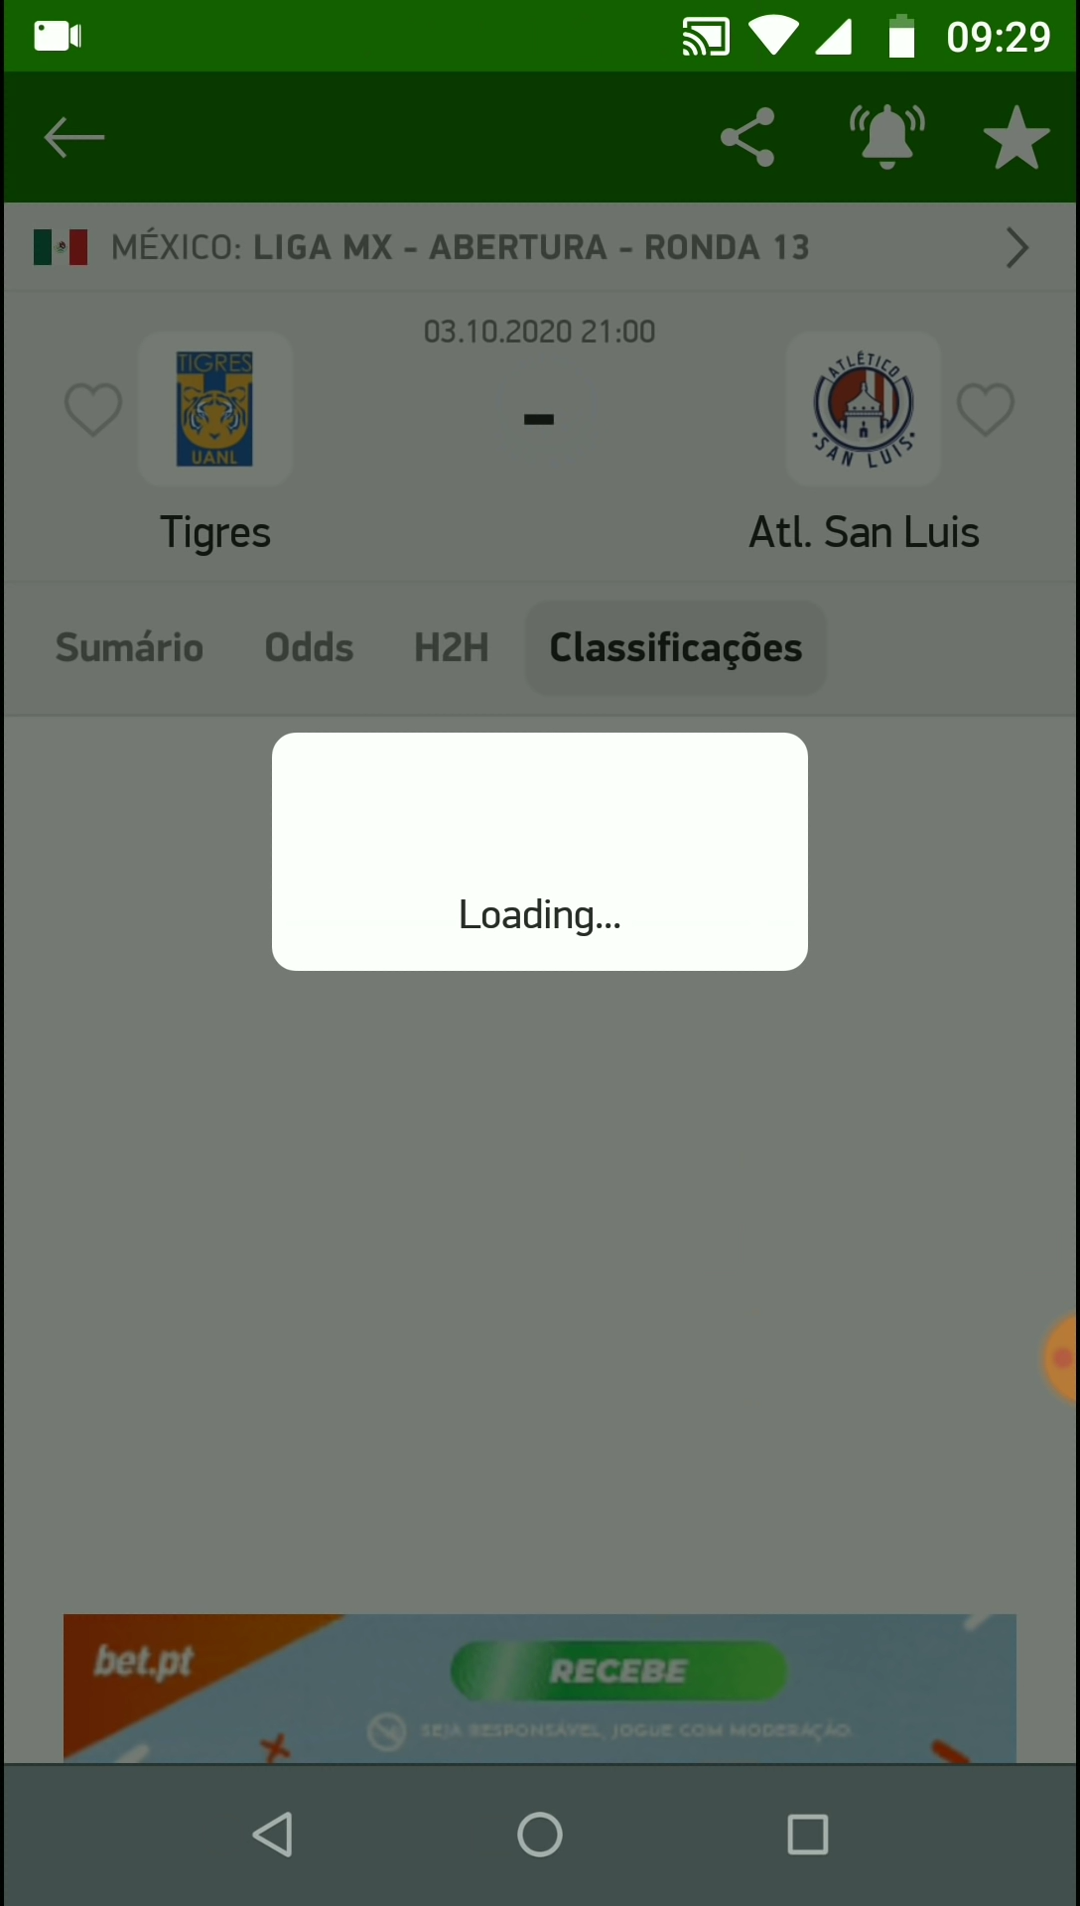 09:29
MÉXICO: LIGA MX - ABERTURA - RONDA 13
03.10.2020 21:00
TIGRES
UANL
ATLÉTICO
SAN LUIS
-
Tigres
Atl. San Luis
Sumário
Odds
H2H
Classificações
Loading...
bet.pt
RECEBE
SEJA RESPONSÁVEL, JOGUE COM MODERAÇÃO